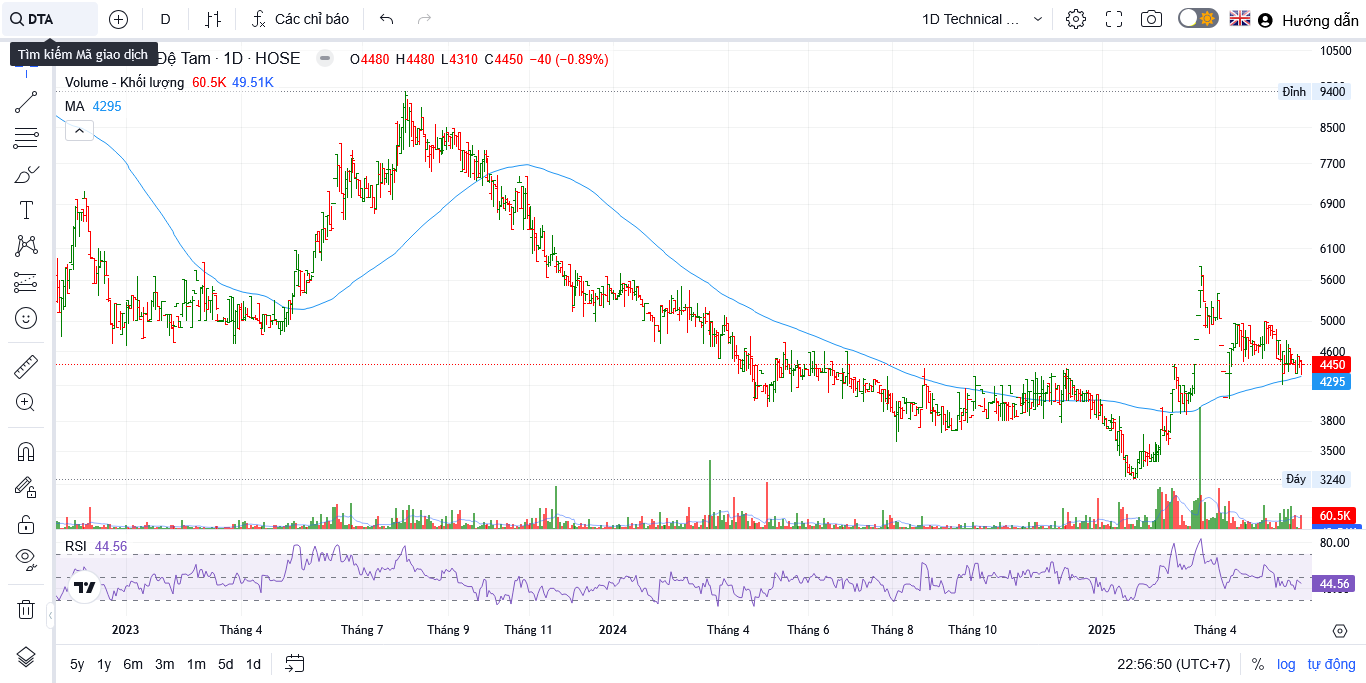 DTA
D
Các chỉ báo
1D Technical ...
Hướng dẫn
Tìm kiếm Mã giao dịch
Đệ Tam · 1D · HOSE
O4480 H4480 L4310 C4450 −40 (−0.89%)
Volume - Khối lượng 60.5K 49.51K
MA 4295
10500
Đỉnh 9400
8500
7700
6900
6100
5600
5000
4600
4450
4295
3800
3500
Đáy 3240
60.5K
RSI 44.56
80.00
44.56
2023 Tháng 4 Tháng 7 Tháng 9 Tháng 11 2024 Tháng 4 Tháng 6 Tháng 8 Tháng 10 2025 Tháng 4
5y 1y 6m 3m 1m 5d 1d
22:56:50 (UTC+7) % log tự động